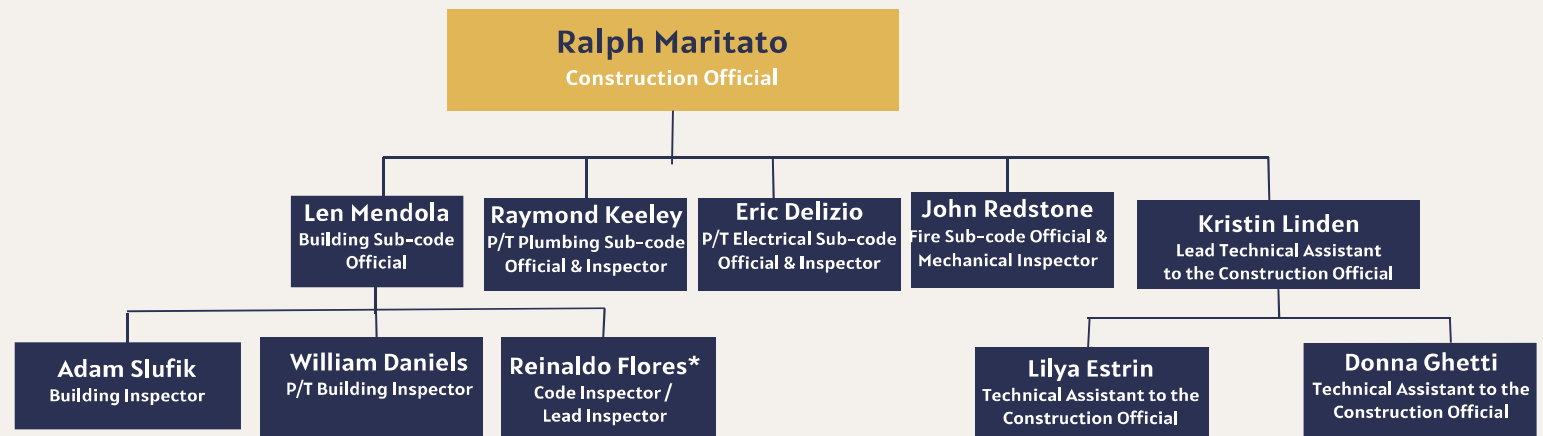 Ralph Maritato
Construction Official
Len Mendola
Building Sub-code
Official
Raymond Keeley
P/T Plumbing Sub-code
Official & Inspector
Eric Delizio
P/T Electrical Sub-code
Official & Inspector
John Redstone
Fire Sub-code Official &
Mechanical Inspector
Kristin Linden
Lead Technical Assistant
to the Construction Official
Adam Slufik
Building Inspector
William Daniels
P/T Building Inspector
Reinaldo Flores*
Code Inspector /
Lead Inspector
Lilya Estrin
Technical Assistant to the
Construction Official
Donna Ghetti
Technical Assistant to the
Construction Official